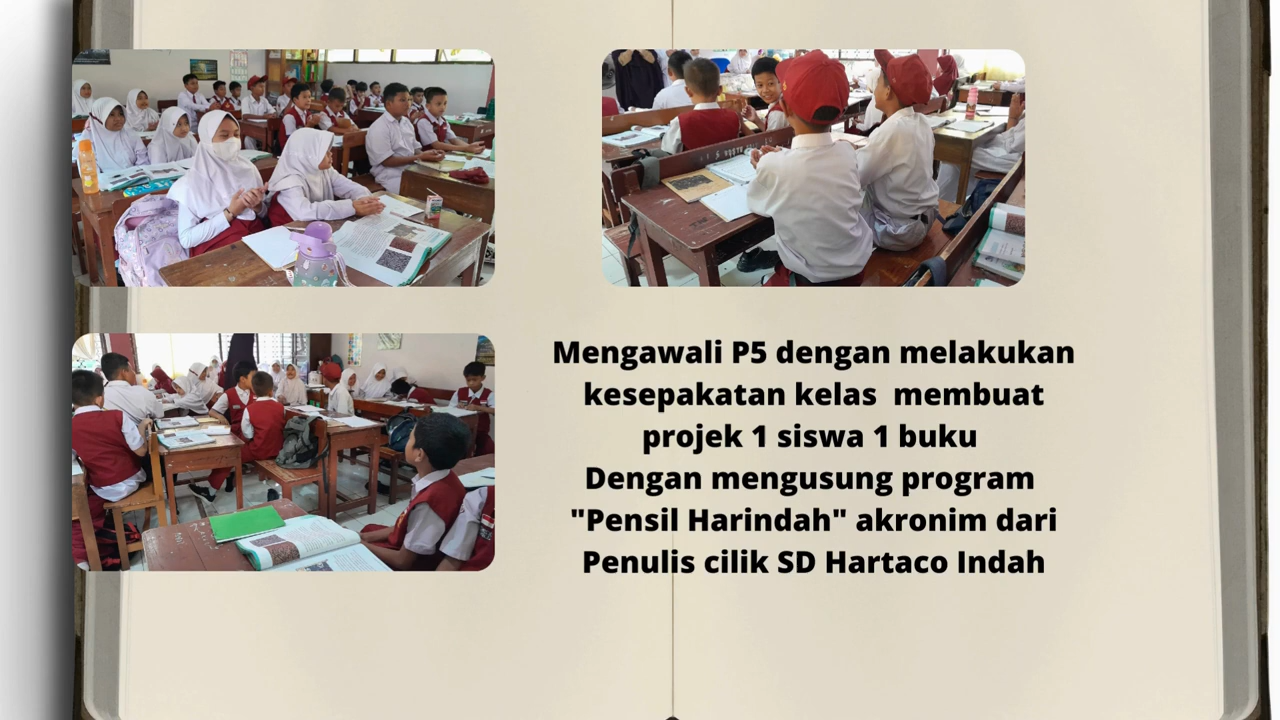 Mengawali P5 dengan melakukan
kesepakatan kelas  membuat
projek 1 siswa 1 buku
Dengan mengusung program
"Pensil Harindah" akronim dari
Penulis cilik SD Hartaco Indah